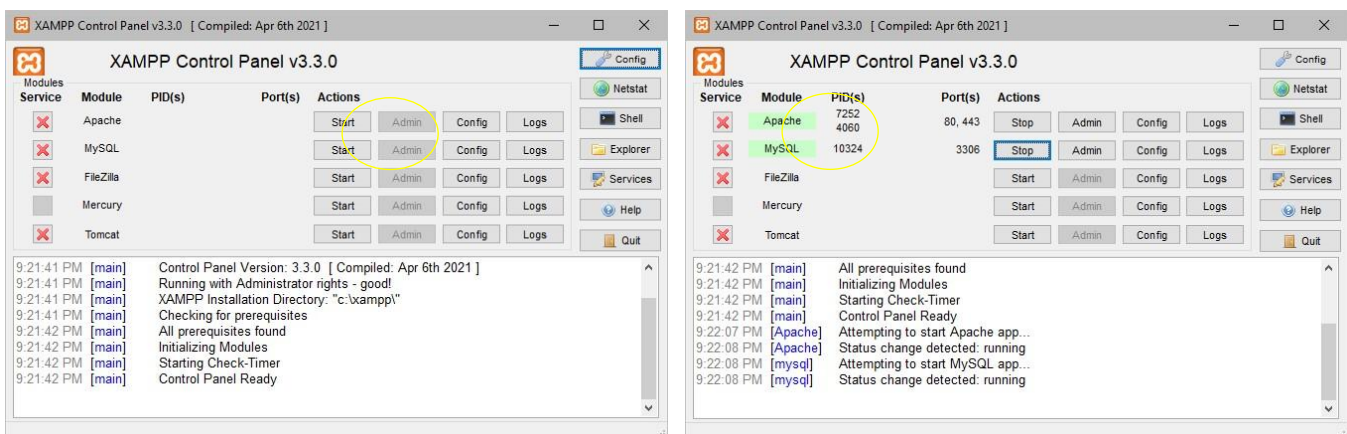 XAMPP Control Panel v3.3.0 [ Compiled: Apr 6th 2021 ]
XAMPP Control Panel v3.3.0
Config
Modules
Service Module PID(s) Port(s) Actions
Netstat
Apache Start Admin Config Logs
Shell
MySQL Start Admin Config Logs
Explorer
FileZilla Start Admin Config Logs
Services
Mercury Start Admin Config Logs
Help
Tomcat Start Admin Config Logs
Quit
9:21:41 PM [main] Control Panel Version: 3.3.0 [ Compiled: Apr 6th 2021 ]
9:21:41 PM [main] Running with Administrator rights - good!
9:21:41 PM [main] XAMPP Installation Directory: "c:\xampp\"
9:21:41 PM [main] Checking for prerequisites
9:21:42 PM [main] All prerequisites found
9:21:42 PM [main] Initializing Modules
9:21:42 PM [main] Starting Check-Timer
9:21:42 PM [main] Control Panel Ready
XAMPP Control Panel v3.3.0 [ Compiled: Apr 6th 2021 ]
XAMPP Control Panel v3.3.0
Config
Modules
Service Module PID(s) Port(s) Actions
Netstat
Apache 7252 4060 80, 443 Stop Admin Config Logs
Shell
MySQL 10324 3306 Stop Admin Config Logs
Explorer
FileZilla Start Admin Config Logs
Services
Mercury Start Admin Config Logs
Help
Tomcat Start Admin Config Logs
Quit
9:21:42 PM [main] All prerequisites found
9:21:42 PM [main] Initializing Modules
9:21:42 PM [main] Starting Check-Timer
9:21:42 PM [main] Control Panel Ready
9:22:07 PM [Apache] Attempting to start Apache app...
9:22:08 PM [Apache] Status change detected: running
9:22:08 PM [mysql] Attempting to start MySQL app...
9:22:08 PM [mysql] Status change detected: running